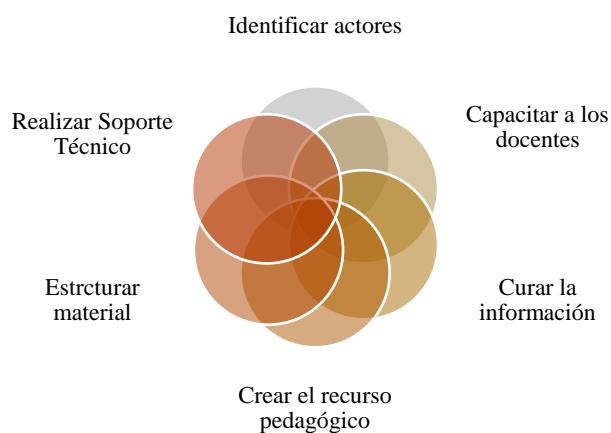 Identificar actores
Capacitar a los
docentes
Curar la
información
Crear el recurso
pedagógico
Estrcturar
material
Realizar Soporte
Técnico